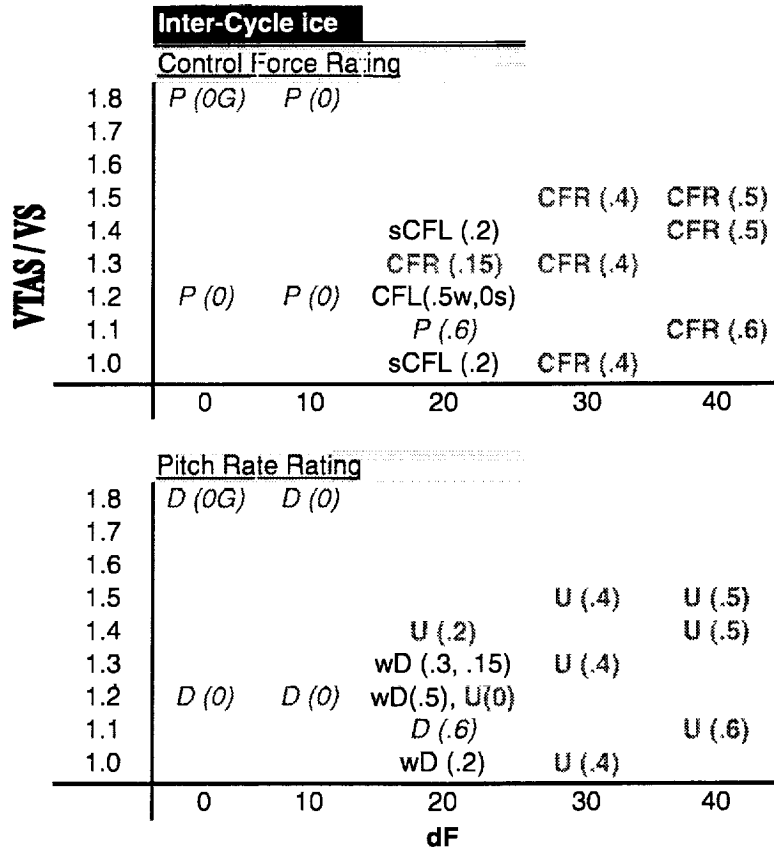 Inter-Cycle ice
Control Force Rating
1.8 P (0G) P (0)
1.7
1.6
1.5 CFR (.4) CFR (.5)
1.4 sCFL (.2) CFR (.5)
1.3 CFR (.15) CFR (.4)
1.2 P (0) P (0) CFL(.5w,0s)
1.1 P (.6) CFR (.6)
1.0 sCFL (.2) CFR (.4)
0 10 20 30 40
VTAS / VS
Pitch Rate Rating
1.8 D (0G) D (0)
1.7
1.6
1.5 U (.4) U (.5)
1.4 U (.2) U (.5)
1.3 wD (.3, .15) U (.4)
1.2 D (0) D (0) wD(.5), U(0)
1.1 D (.6) U (.6)
1.0 wD (.2) U (.4)
0 10 20 30 40
dF